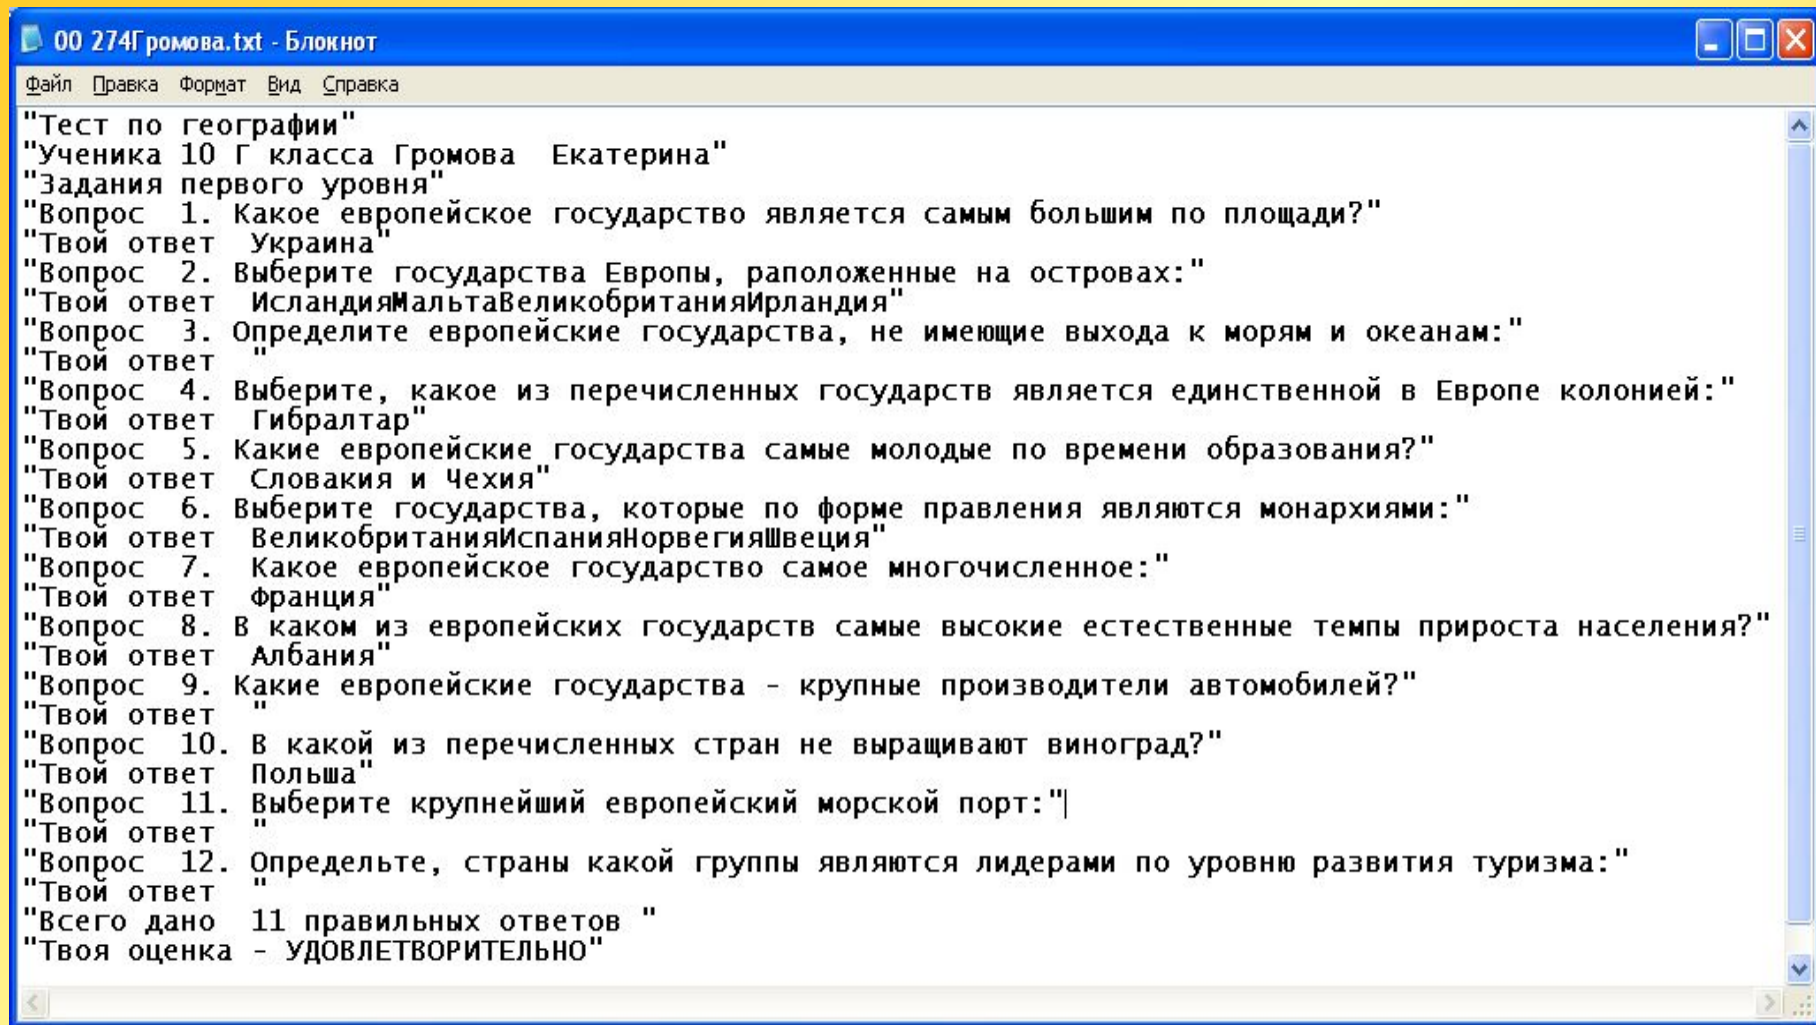 00 274Громова.txt - Блокнот
Файл Правка Формат Вид Справка
"Тест по географии"
"Ученика 10 Г класса Громова  Екатерина"
"Задания первого уровня"
"Вопрос  1. Какое европейское государство является самым большим по площади?"
"Твой ответ  Украина"
"Вопрос  2. Выберите государства Европы, раположенные на островах:"
"Твой ответ  ИсландияМальтаВеликобританияИрландия"
"Вопрос  3. Определите европейские государства, не имеющие выхода к морям и океанам:"
"Твой ответ  "
"Вопрос  4. Выберите, какое из перечисленных государств является единственной в Европе колонией:"
"Твой ответ  Гибралтар"
"Вопрос  5. Какие европейские государства самые молодые по времени образования?"
"Твой ответ  Словакия и Чехия"
"Вопрос  6. Выберите государства, которые по форме правления являются монархиями:"
"Твой ответ  ВеликобританияИспанияНорвегияШвеция"
"Вопрос  7.  Какое европейское государство самое многочисленное:"
"Твой ответ  Франция"
"Вопрос  8. В каком из европейских государств самые высокие естественные темпы прироста населения?"
"Твой ответ  Албания"
"Вопрос  9. Какие европейские государства - крупные производители автомобилей?"
"Твой ответ  "
"Вопрос  10. В какой из перечисленных стран не выращивают виноград?"
"Твой ответ  Польша"
"Вопрос  11. Выберите крупнейший европейский морской порт:"
"Твой ответ  "
"Вопрос  12. Определьте, страны какой группы являются лидерами по уровню развития туризма:"
"Твой ответ  "
"Всего дано  11 правильных ответов "
"Твоя оценка - УДОВЛЕТВОРИТЕЛЬНО"